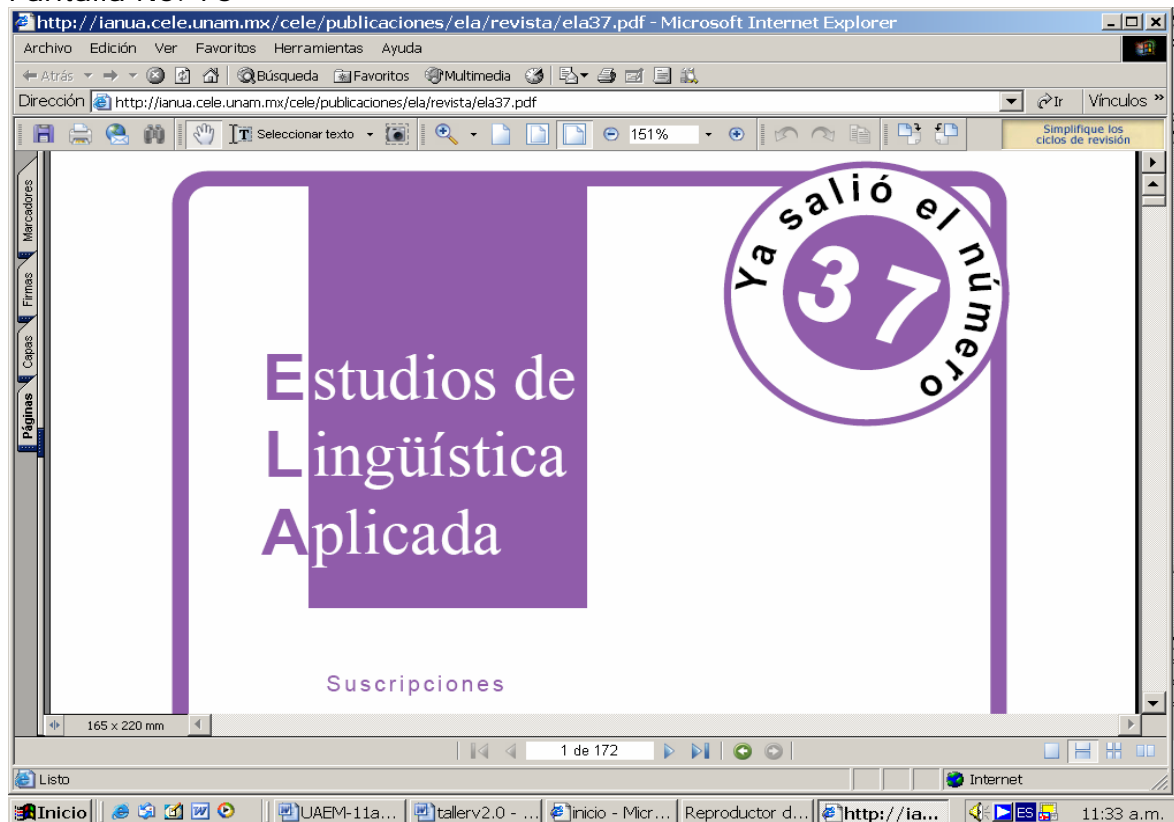 http://ianua.cele.unam.mx/cele/publicaciones/ela/revista/ela37.pdf - Microsoft Internet Explorer
Archivo Edición Ver Favoritos Herramientas Ayuda
Atrás Búsqueda Favoritos Multimedia
Dirección http://ianua.cele.unam.mx/cele/publicaciones/ela/revista/ela37.pdf Ir Vínculos »
Seleccionar texto 151% Simplifique los
ciclos de revisión
Marcadores
Firmas
Capas
Páginas
Ya salió el número
37
Estudios de
Lingüística
Aplicada
Suscripciones
165 x 220 mm
1 de 172
Listo Internet
Inicio UAEM-11a... tallerv2.0 - ... inicio - Micr... Reproductor d... http://ia... ES 11:33 a.m.